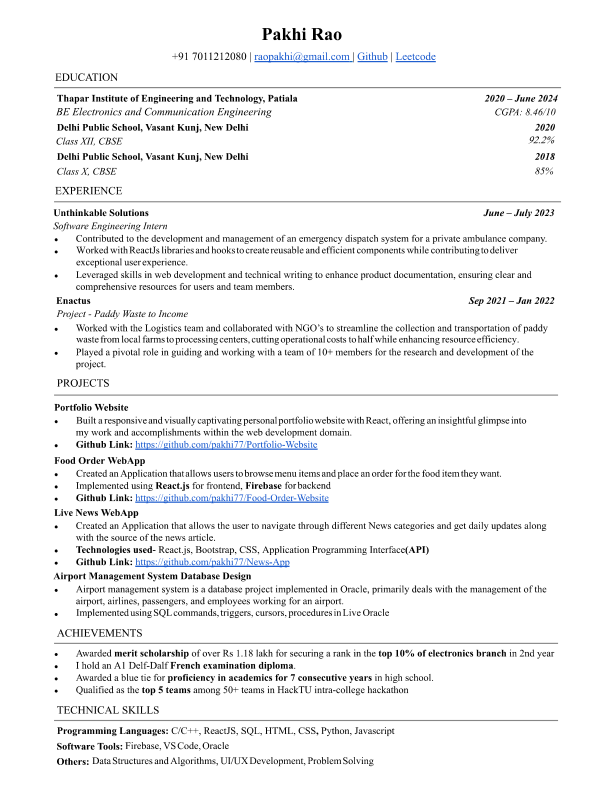 Pakhi Rao
+91 7011212080 | raopakhi@gmail.com | Github | Leetcode
EDUCATION
Thapar Institute of Engineering and Technology, Patiala 2020 – June 2024
BE Electronics and Communication Engineering CGPA: 8.46/10
Delhi Public School, Vasant Kunj, New Delhi 2020
Class XII, CBSE 92.2%
Delhi Public School, Vasant Kunj, New Delhi 2018
Class X, CBSE 85%
EXPERIENCE
Unthinkable Solutions June – July 2023
Software Engineering Intern
• Contributed to the development and management of an emergency dispatch system for a private ambulance company.
• Worked with ReactJs libraries and hooks to create reusable and efficient components while contributing to deliver
exceptional user experience.
• Leveraged skills in web development and technical writing to enhance product documentation, ensuring clear and
comprehensive resources for users and team members.
Enactus Sep 2021 – Jan 2022
Project - Paddy Waste to Income
• Worked with the Logistics team and collaborated with NGO's to streamline the collection and transportation of paddy
waste from local farms to processing centers, cutting operational costs to half while enhancing resource efficiency.
• Played a pivotal role in guiding and working with a team of 10+ members for the research and development of the
project.
PROJECTS
Portfolio Website
• Built a responsive and visually captivating personal portfolio website with React, offering an insightful glimpse into
my work and accomplishments within the web development domain.
• Github Link: https://github.com/pakhi77/Portfolio-Website
Food Order WebApp
• Created an Application that allows users to browse menu items and place an order for the food item they want.
• Implemented using React.js for frontend, Firebase for backend
• Github Link: https://github.com/pakhi77/Food-Order-Website
Live News WebApp
• Created an Application that allows the user to navigate through different News categories and get daily updates along
with the source of the news article.
• Technologies used- React.js, Bootstrap, CSS, Application Programming Interface(API)
• Github Link: https://github.com/pakhi77/News-App
Airport Management System Database Design
• Airport management system is a database project implemented in Oracle, primarily deals with the management of the
airport, airlines, passengers, and employees working for an airport.
• Implemented using SQL commands, triggers, cursors, procedures in Live Oracle
ACHIEVEMENTS
• Awarded merit scholarship of over Rs 1.18 lakh for securing a rank in the top 10% of electronics branch in 2nd year
• I hold an A1 Delf-Dalf French examination diploma.
• Awarded a blue tie for proficiency in academics for 7 consecutive years in high school.
• Qualified as the top 5 teams among 50+ teams in HackTU intra-college hackathon
TECHNICAL SKILLS
Programming Languages: C/C++, ReactJS, SQL, HTML, CSS, Python, Javascript
Software Tools: Firebase, VS Code, Oracle
Others: Data Structures and Algorithms, UI/UX Development, Problem Solving